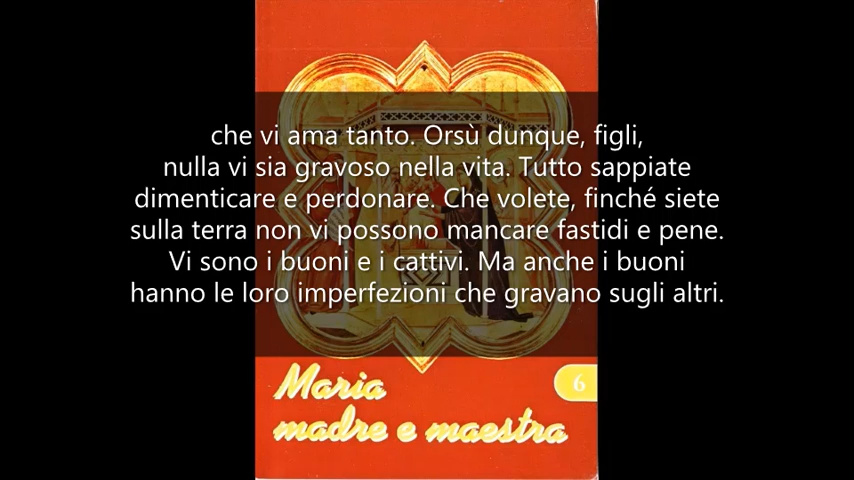 che vi ama tanto. Orsù dunque, figli,
nulla vi sia gravoso nella vita. Tutto sappiate
dimenticare e perdonare. Che volete, finché siete
sulla terra non vi possono mancare fastidi e pene.
Vi sono i buoni e i cattivi. Ma anche i buoni
hanno le loro imperfezioni che gravano sugli altri.
Maria
6
madre e maestra